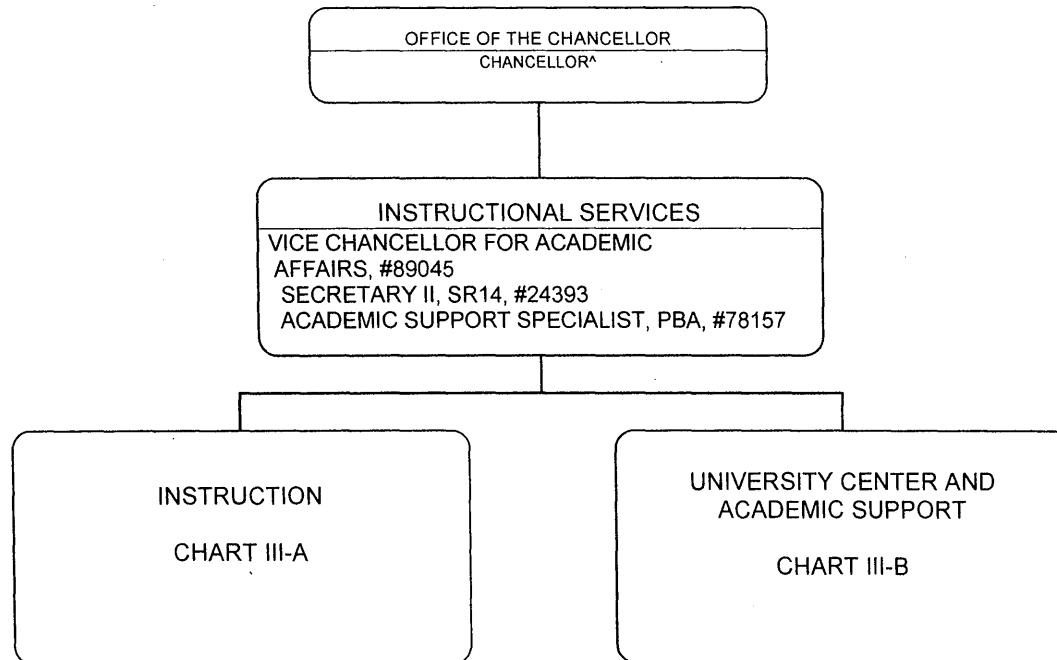 OFFICE OF THE CHANCELLOR
CHANCELLOR^
INSTRUCTIONAL SERVICES
VICE CHANCELLOR FOR ACADEMIC
AFFAIRS, #89045
SECRETARY II, SR14, #24393
ACADEMIC SUPPORT SPECIALIST, PBA, #78157
INSTRUCTION
CHART III-A
UNIVERSITY CENTER AND
ACADEMIC SUPPORT
CHART III-B